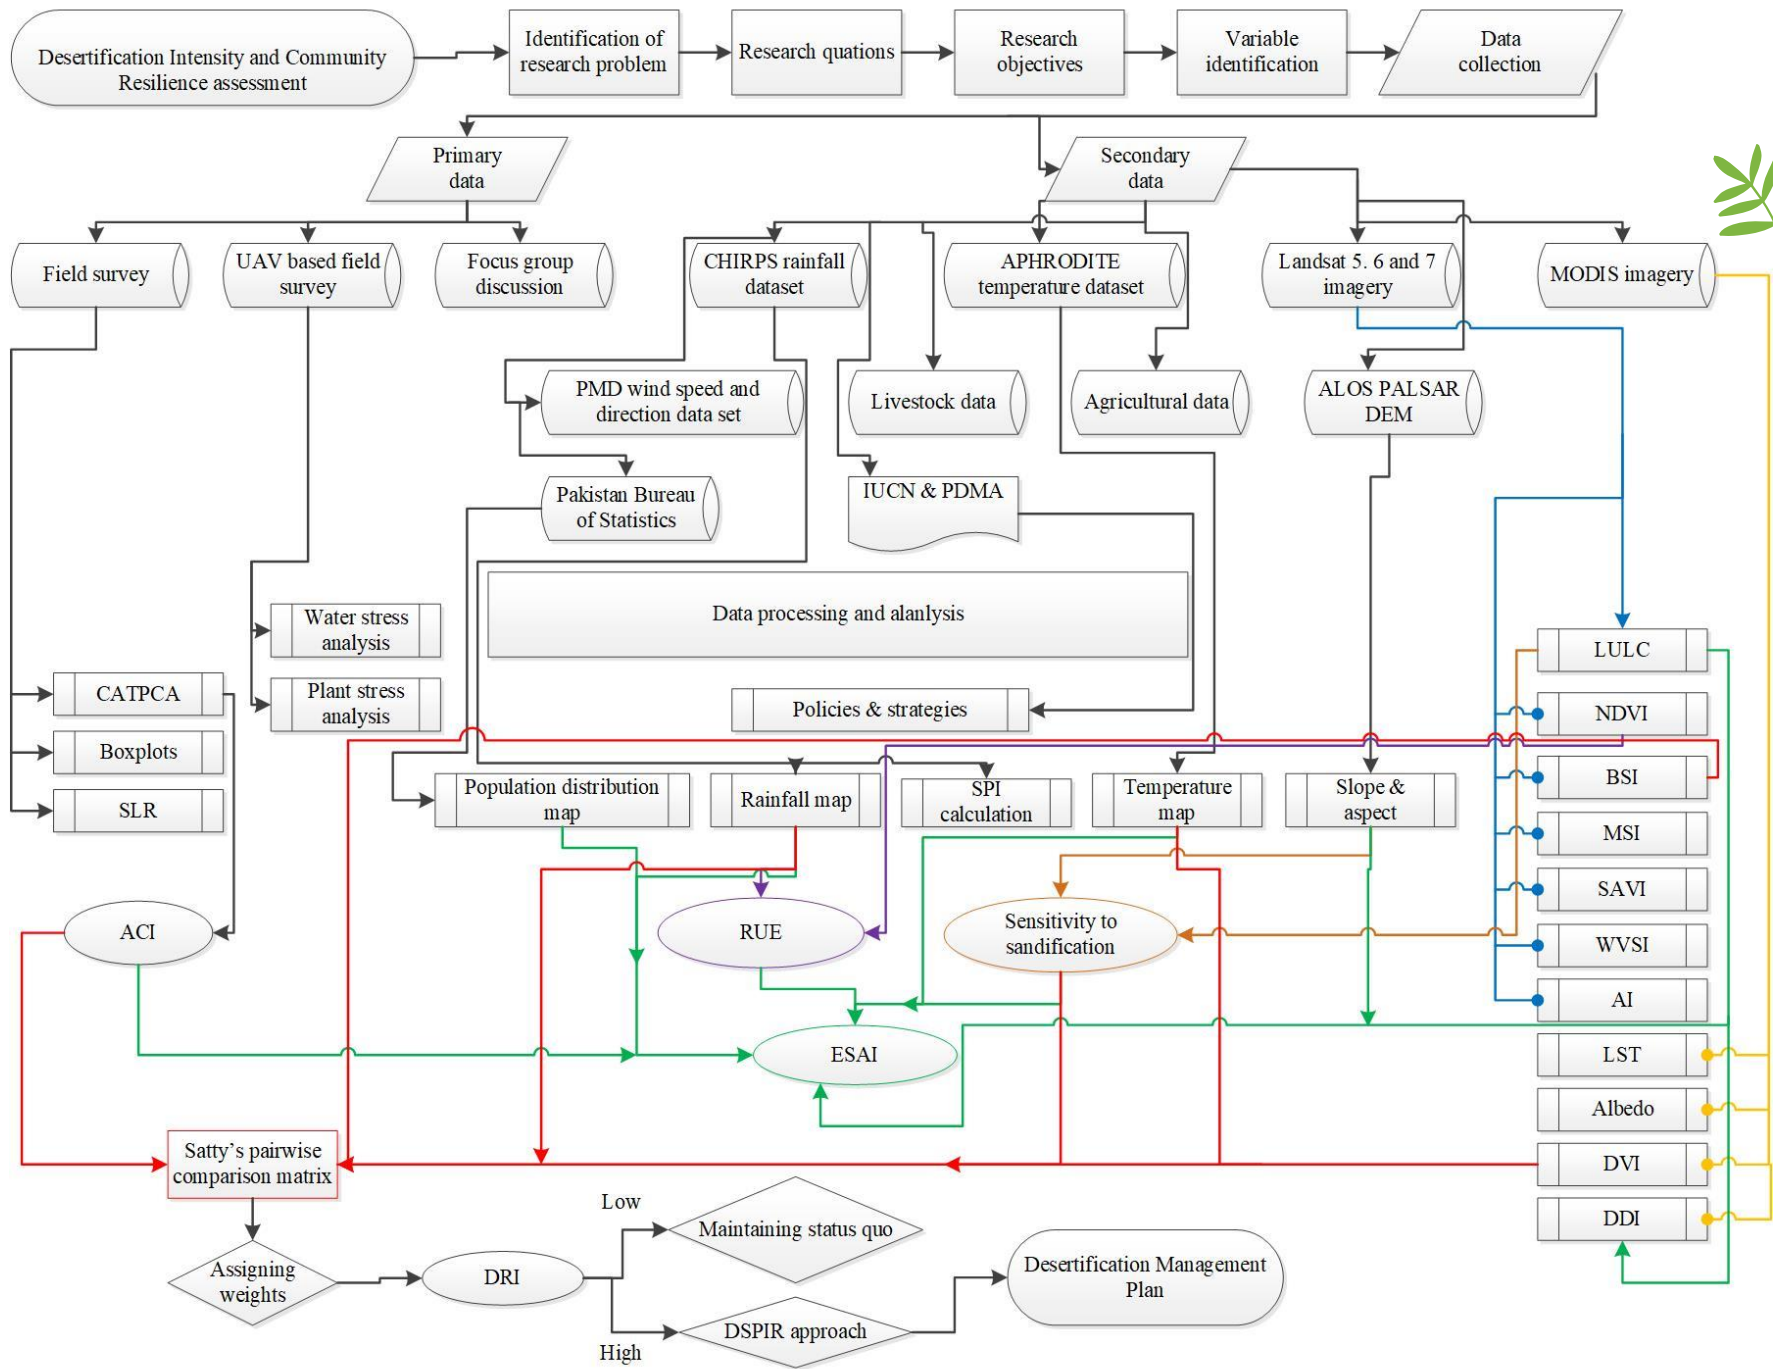 Desertification Intensity and Community
Resilience assessment
Identification of
research problem
Research quations
Research
objectives
Variable
identification
Data
collection
Primary
data
Secondary
data
Field survey
UAV based field
survey
Focus group
discussion
CHIRPS rainfall
dataset
APHRODITE
temperature dataset
Landsat 5. 6 and 7
imagery
MODIS imagery
PMD wind speed and
direction data set
Livestock data
Agricultural data
ALOS PALSAR
DEM
Pakistan Bureau
of Statistics
IUCN & PDMA
Data processing and alanlysis
Water stress
analysis
Plant stress
analysis
CATPCA
Boxplots
SLR
Policies & strategies
Population distribution
map
Rainfall map
SPI
calculation
Temperature
map
Slope &
aspect
LULC
NDVI
BSI
MSI
SAVI
WVSI
AI
LST
Albedo
DVI
DDI
ACI
RUE
Sensitivity to
sandification
ESAI
Satty’s pairwise
comparison matrix
Assigning
weights
DRI
Low
High
Maintaining status quo
DSPIR approach
Desertification Management
Plan